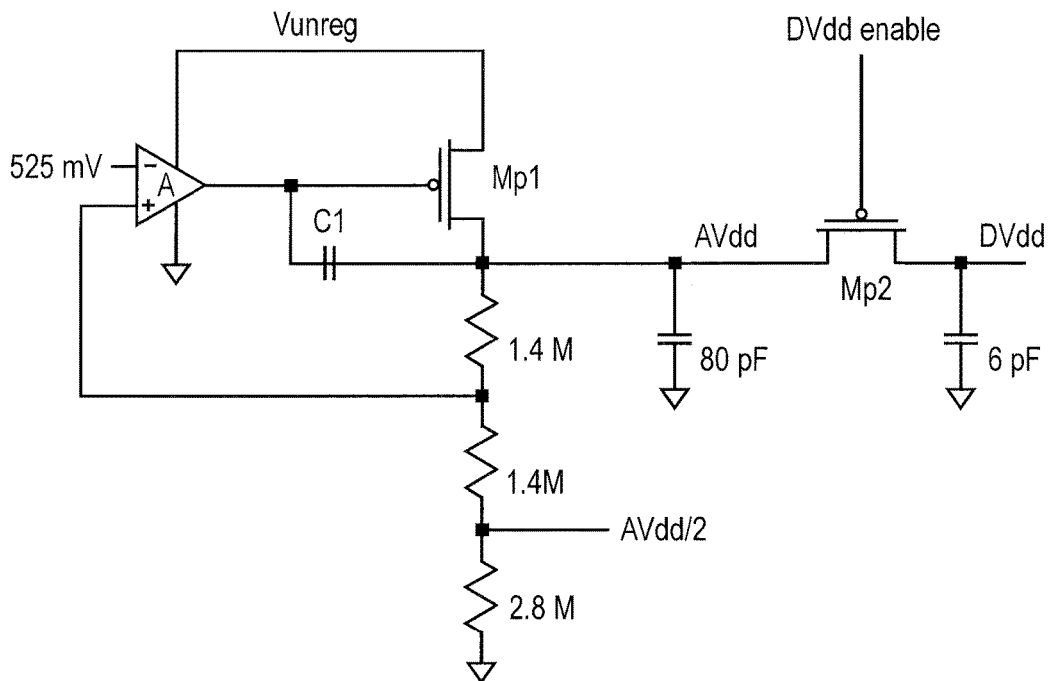 Vunreg
DVdd enable
525 mV
-
A
+
Mp1
C1
AVdd
DVdd
Mp2
1.4 M
80 pF
6 pF
1.4M
AVdd/2
2.8 M